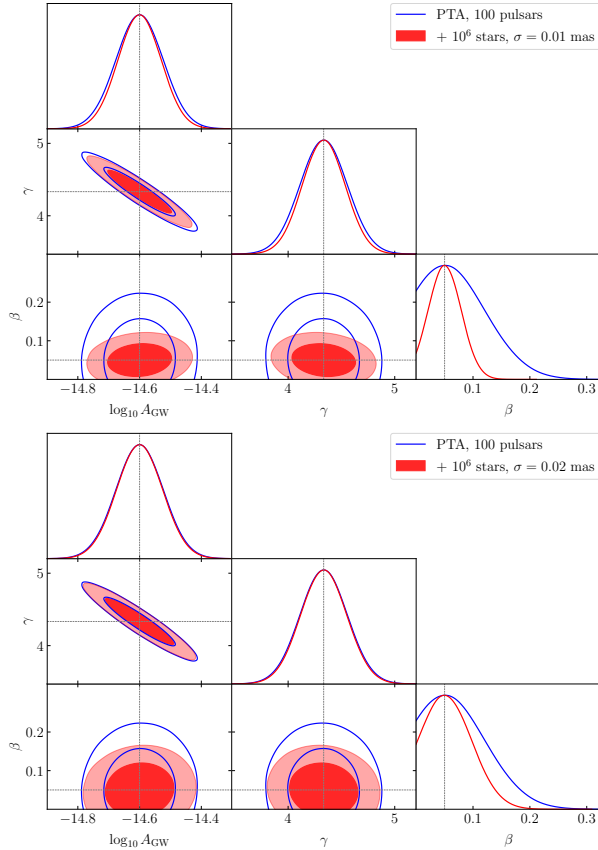 PTA, 100 pulsars
+ 10⁶ stars, σ = 0.01 mas
5
4
γ
0.2
0.1
β
−14.8 −14.6 −14.4
4 5
0.1 0.2 0.3
log₁₀ A_GW
γ
β
PTA, 100 pulsars
+ 10⁶ stars, σ = 0.02 mas
5
4
γ
0.2
0.1
β
−14.8 −14.6 −14.4
4 5
0.1 0.2 0.3
log₁₀ A_GW
γ
β